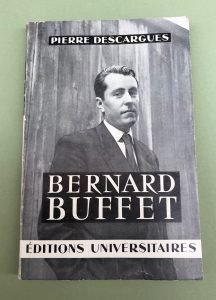 PIERRE DESCARGUES
BERNARD
BUFFET
ÉDITIONS UNIVERSITAIRES